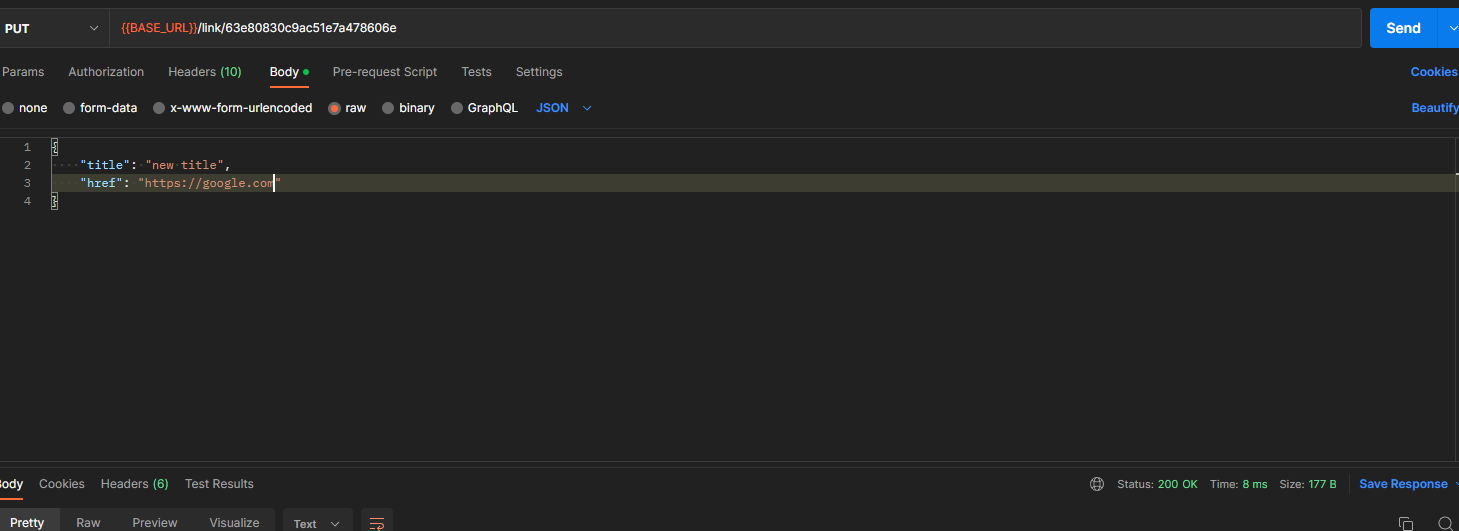 PUT {{BASE_URL}}/link/63e80830c9ac51e7a478606e Send
Params Authorization Headers (10) Body Pre-request Script Tests Settings Cookies
none form-data x-www-form-urlencoded raw binary GraphQL JSON Beautify
1 {
2 "title": "new title",
3 "href": "https://google.com"
4 }
Body Cookies Headers (6) Test Results Status: 200 OK Time: 8 ms Size: 177 B Save Response
Pretty Raw Preview Visualize Text